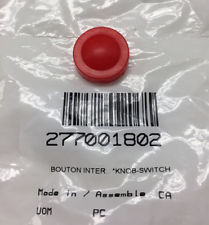 277001802
BOUTON INTER. *KNOB-SWITCH
Made in / Assemble CA
UOM PC